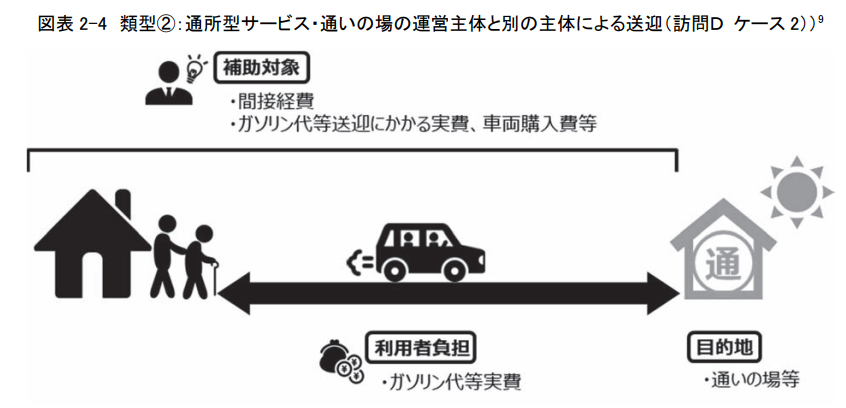 図表 2-4 類型②:通所型サービス・通いの場の運営主体と別の主体による送迎(訪問D ケース2))9
補助対象
・間接経費
・ガソリン代等送迎にかかる実費、車両購入費等
通
利用者負担
・ガソリン代等実費
目的地
・通いの場等